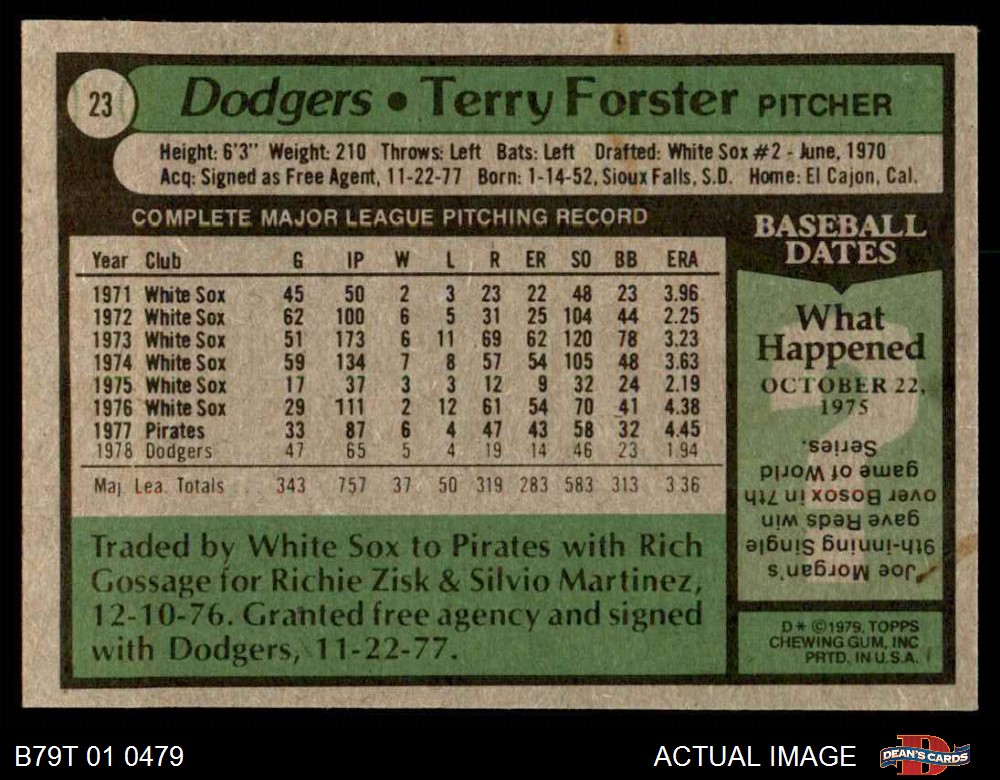 23
Dodgers • Terry Forster PITCHER
Height: 6'3" Weight: 210 Throws: Left Bats: Left Drafted: White Sox #2 - June, 1970
Acq: Signed as Free Agent, 11-22-77 Born: 1-14-52, Sioux Falls, S.D. Home: El Cajon, Cal.
COMPLETE MAJOR LEAGUE PITCHING RECORD
Year Club G IP W L R ER SO BB ERA
1971 White Sox 45 50 2 3 23 22 48 23 3.96
1972 White Sox 62 100 6 5 31 25 104 44 2.25
1973 White Sox 51 173 6 11 69 62 120 78 3.23
1974 White Sox 59 134 7 8 57 54 105 48 3.63
1975 White Sox 17 37 3 3 12 9 32 24 2.19
1976 White Sox 29 111 2 12 61 54 70 41 4.38
1977 Pirates 33 87 6 4 47 43 58 32 4.45
1978 Dodgers 47 65 5 4 19 14 46 23 1.94
Maj. Lea. Totals 343 757 37 50 319 283 583 313 3.36
Traded by White Sox to Pirates with Rich
Gossage for Richie Zisk & Silvio Martinez,
12-10-76. Granted free agency and signed
with Dodgers, 11-22-77.
BASEBALL
DATES
What
Happened
OCTOBER 22,
1975
Joe Morgan's
9th-inning Single
gave Reds win
over Bosox in 7th
game of World
Series.
D* ©1979, TOPPS
CHEWING GUM, INC
PRTD. IN U.S.A.
B79T 01 0479
ACTUAL IMAGE
DEAN'S CARDS